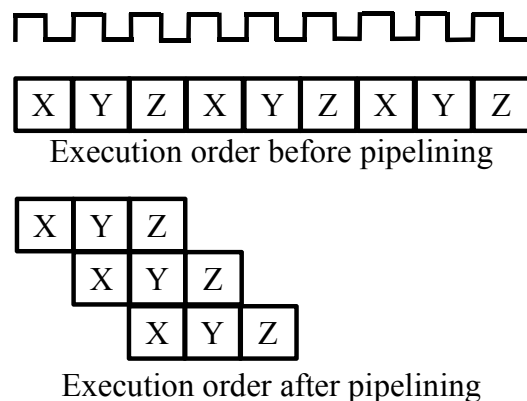 X Y Z X Y Z X Y Z
Execution order before pipelining
X Y Z
X Y Z
X Y Z
Execution order after pipelining